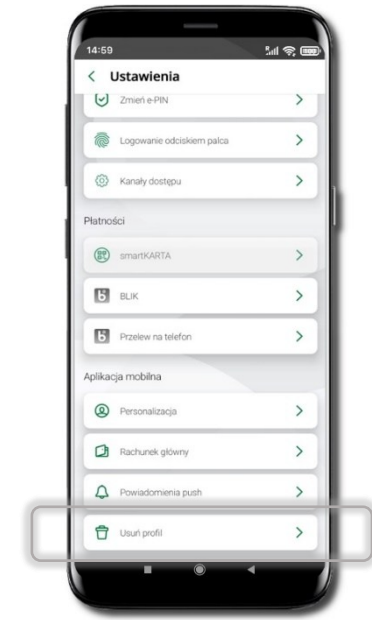 14:59
Ustawienia
Zmień e-PIN
Logowanie odciskiem palca
Kanały dostępu
Płatności
smartKARTA
BLIK
Przelew na telefon
Aplikacja mobilna
Personalizacja
Rachunek główny
Powiadomienia push
Usuń profil